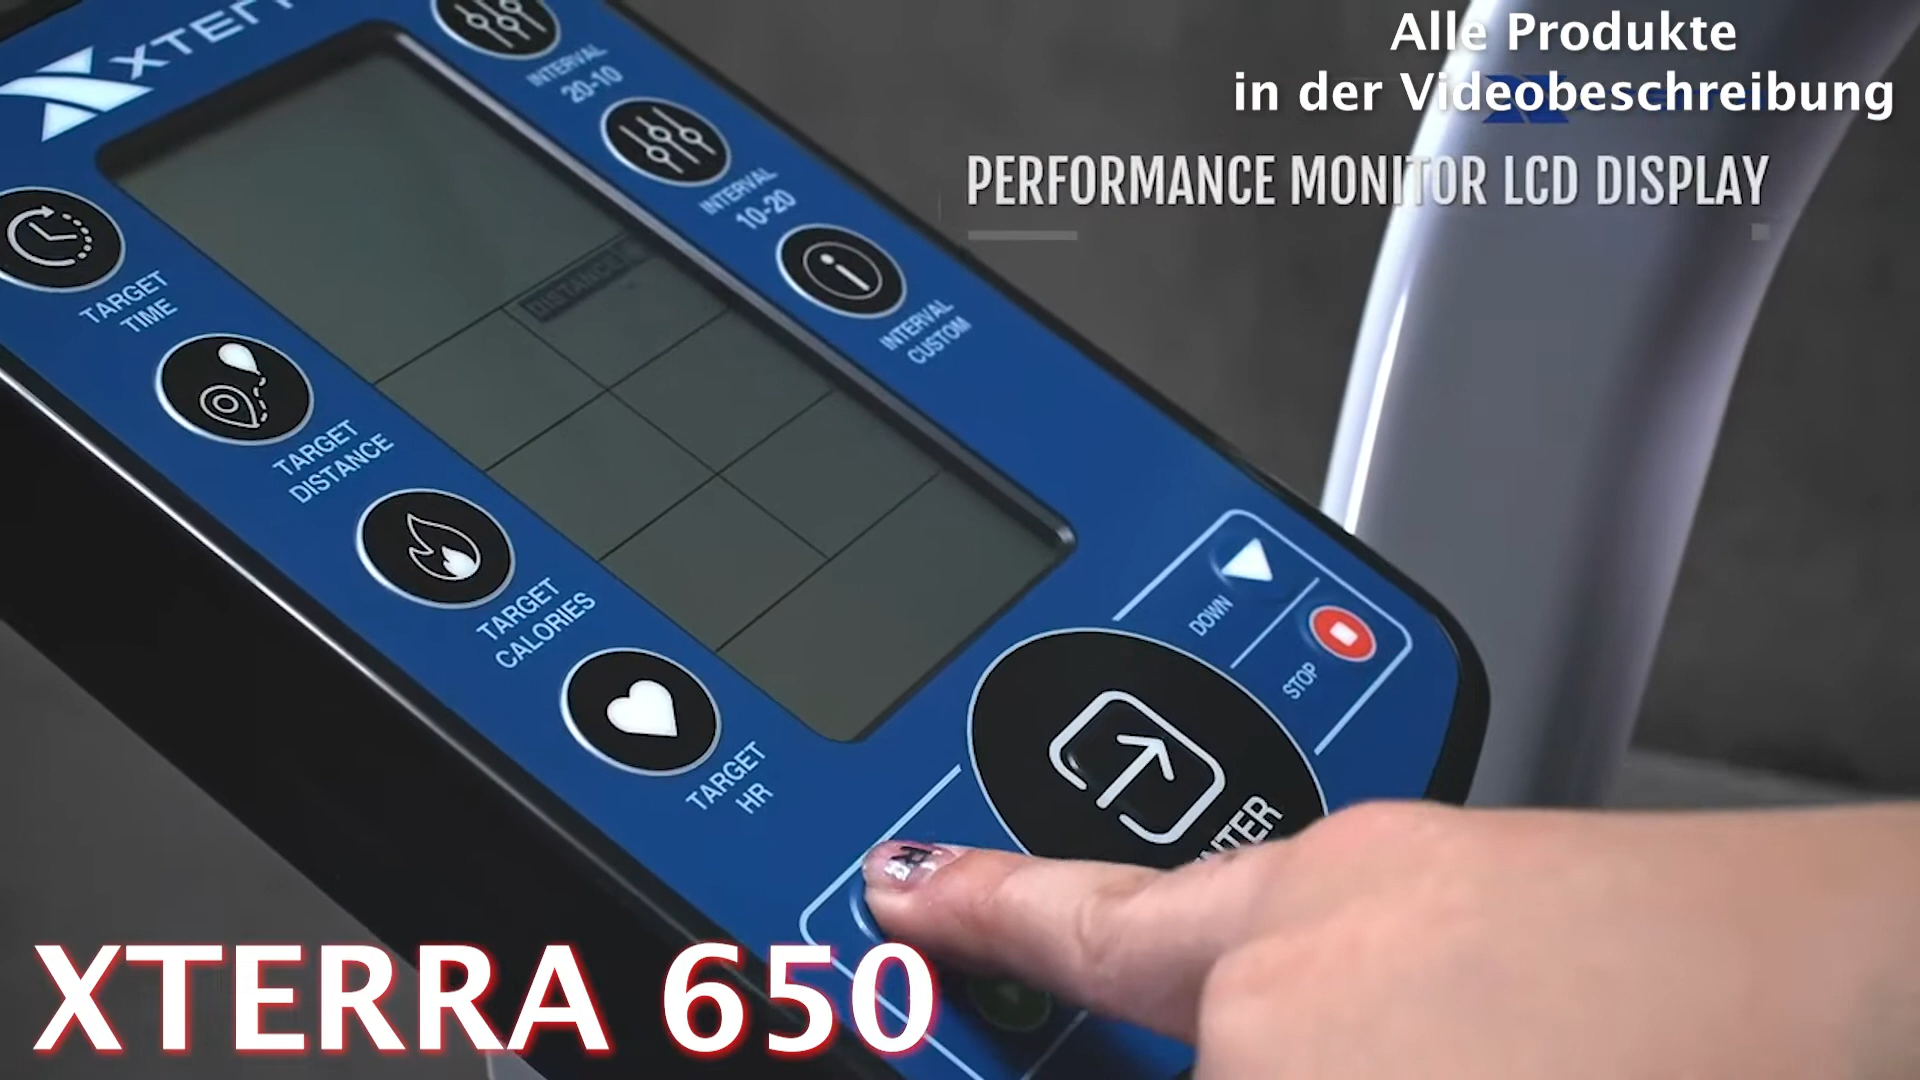 Alle Produkte
in der Videobeschreibung
PERFORMANCE MONITOR LCD DISPLAY
INTERVAL
20-10
INTERVAL
10-20
INTERVAL
CUSTOM
DISTANCE
TARGET
TIME
TARGET
DISTANCE
TARGET
CALORIES
TARGET
HR
DOWN
STOP
XTERRA 650